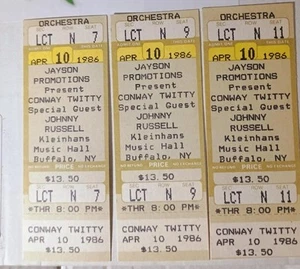 ORCHESTRA
LCT N 7
APR 10 1986
JAYSON
PROMOTIONS
Present
CONWAY TWITTY
Special Guest
JOHNNY
RUSSELL
Kleinhans
Music Hall
Buffalo, NY
PRICE
$13.50
LCT N 7
*THR 8:00 PM*
CONWAY TWITTY
APR 10 1986
$13.50
ORCHESTRA
LCT N 9
APR 10 1986
JAYSON
PROMOTIONS
Present
CONWAY TWITTY
Special Guest
JOHNNY
RUSSELL
Kleinhans
Music Hall
Buffalo, NY
PRICE
$13.50
LCT N 9
*THR 8:00 PM*
CONWAY TWITTY
APR 10 1986
$13.50
ORCHESTRA
LCT N 11
APR 10 1986
JAYSON
PROMOTIONS
Present
CONWAY TWITTY
Special Guest
JOHNNY
RUSSELL
Kleinhans
Music Hall
Buffalo, NY
PRICE
$13.50
LCT N 11
*THR 8:00 PM*
CONWAY TWITTY
APR 10 1986
$13.50